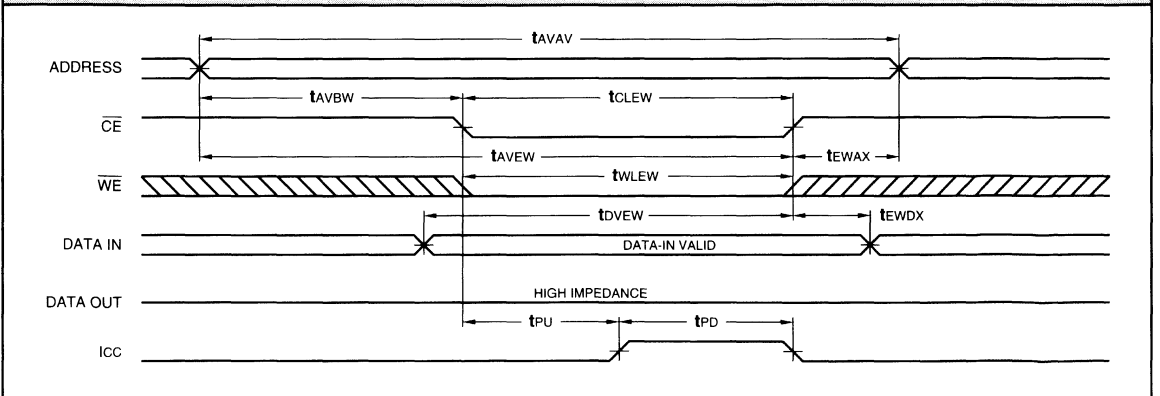 tAVAV
ADDRESS
tAVBW
tCLEW
CE
tAVEW
tEWAX
tWLEW
WE
tDVEW
tEWDX
DATA IN
DATA-IN VALID
DATA OUT
HIGH IMPEDANCE
tPU
tPD
ICC